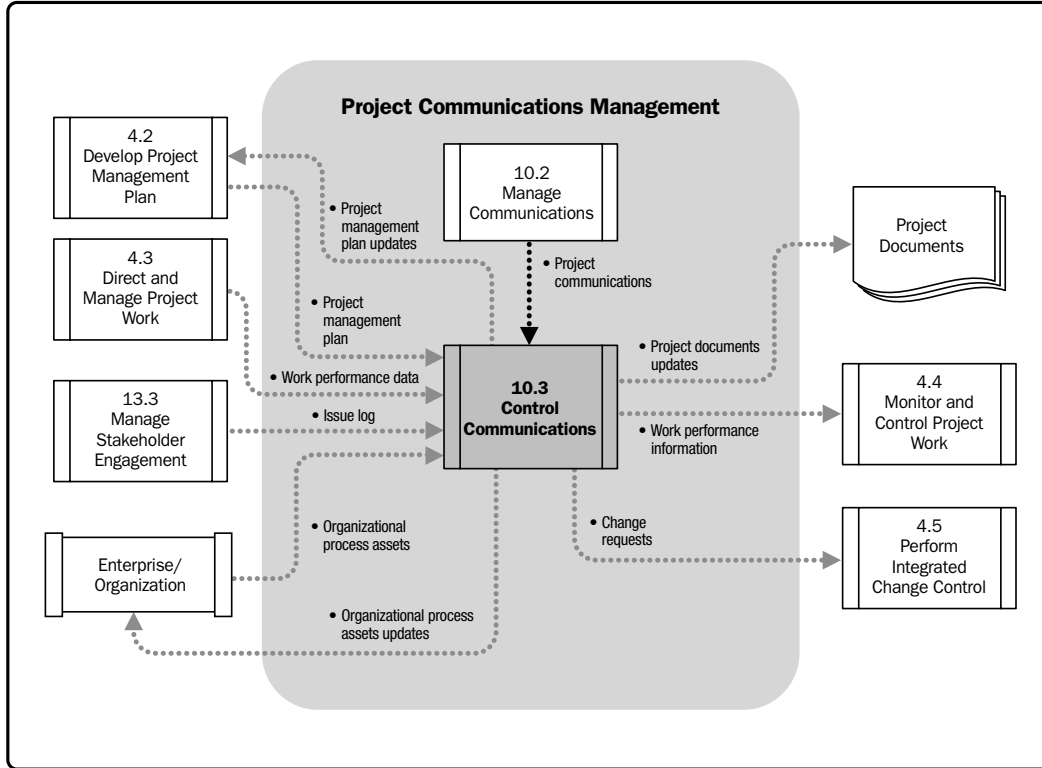 Project Communications Management
4.2
Develop Project
Management
Plan
10.2
Manage
Communications
• Project
management
plan updates
Project
Documents
4.3
Direct and
Manage Project
Work
• Project
communications
• Project
management
plan
• Project documents
updates
• Work performance data
10.3
Control
Communications
4.4
Monitor and
Control Project
Work
13.3
Manage
Stakeholder
Engagement
• Issue log
• Work performance
information
• Organizational
process assets
• Change
requests
4.5
Perform
Integrated
Change Control
Enterprise/
Organization
• Organizational process
assets updates